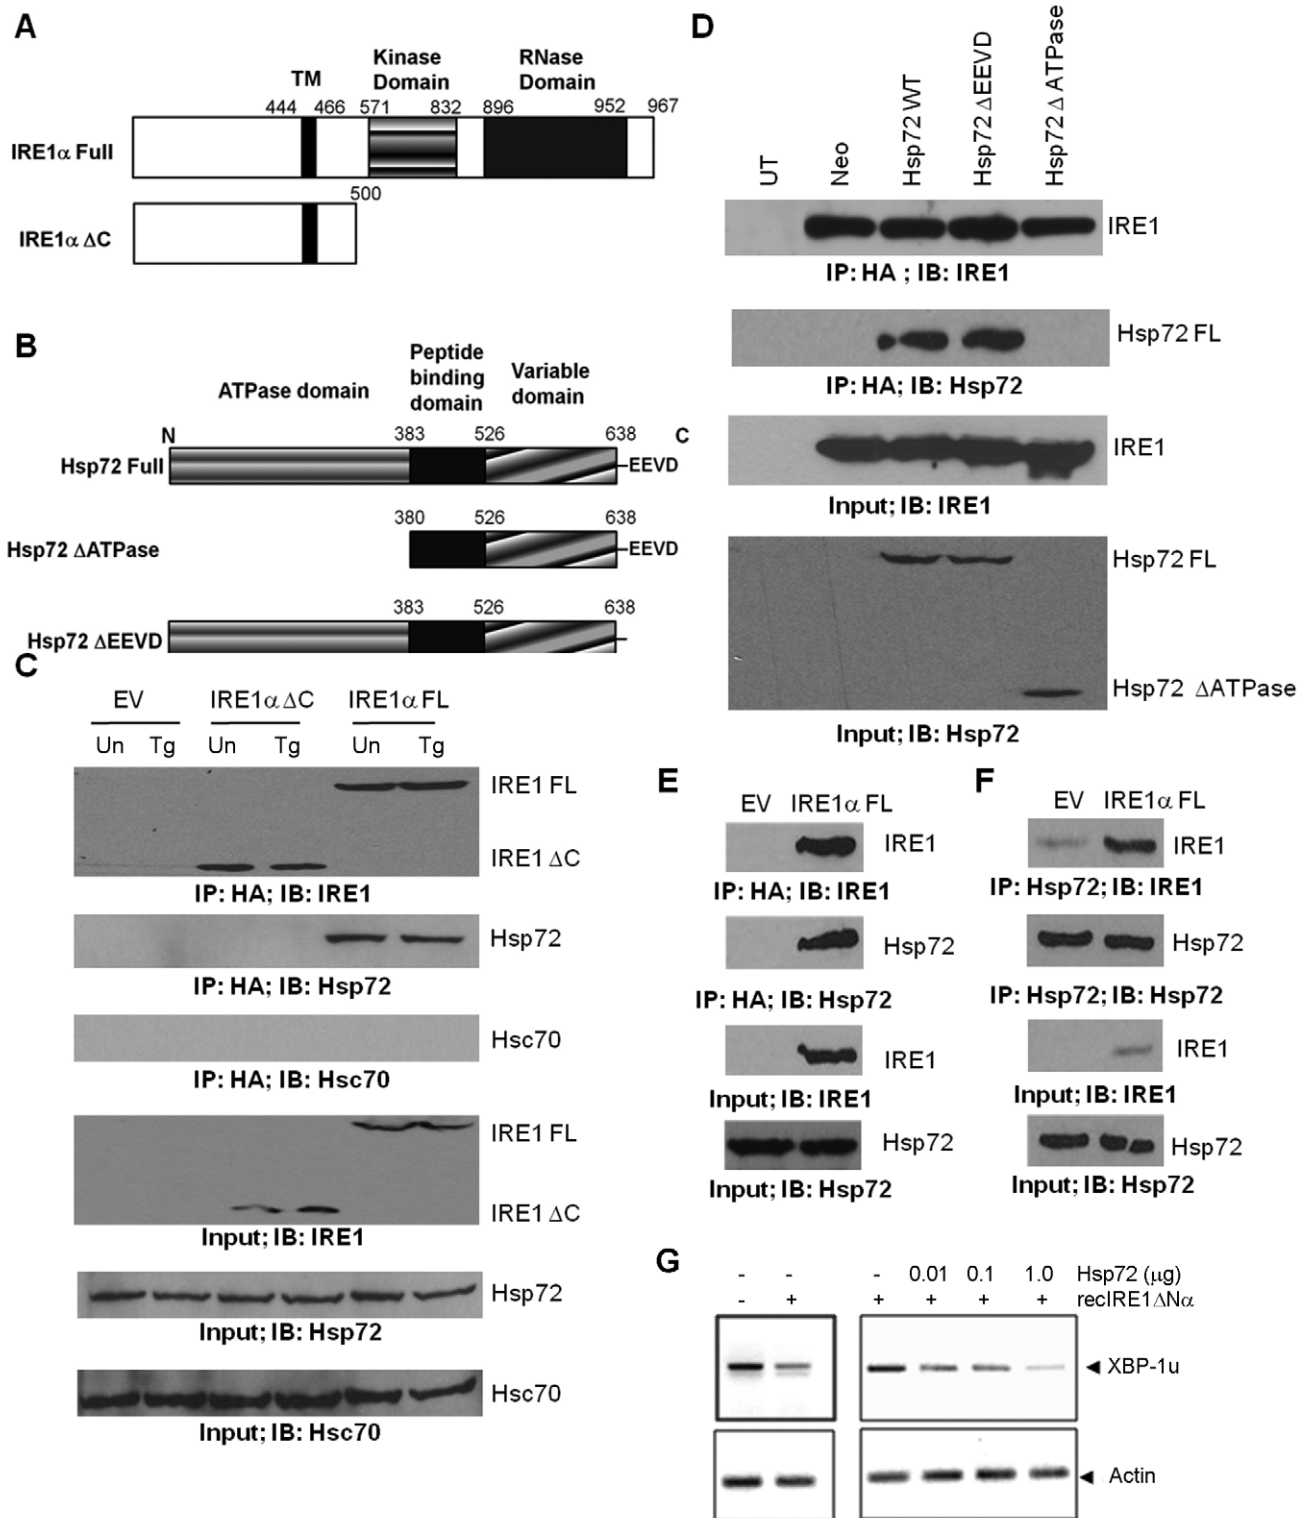 A
TM
Kinase Domain
RNase Domain
444 466 571 832 896 952 967
IRE1α Full
500
IRE1α ΔC
B
ATPase domain
Peptide binding domain
Variable domain
N 383 526 638 C
Hsp72 Full
EEVD
380 526 638
Hsp72 ΔATPase
EEVD
383 526 638
Hsp72 ΔEEVD
C
EV IRE1α ΔC IRE1α FL
Un Tg Un Tg Un Tg
IRE1 FL
IRE1 ΔC
IP: HA; IB: IRE1
Hsp72
IP: HA; IB: Hsp72
Hsc70
IP: HA; IB: Hsc70
IRE1 FL
IRE1 ΔC
Input; IB: IRE1
Hsp72
Input; IB: Hsp72
Hsc70
Input; IB: Hsc70
D
UT
Neo
Hsp72 WT
Hsp72 ΔEEVD
Hsp72 Δ ATPase
IRE1
IP: HA ; IB: IRE1
Hsp72 FL
IP: HA; IB: Hsp72
IRE1
Input; IB: IRE1
Hsp72 FL
Hsp72 ΔATPase
Input; IB: Hsp72
E
EV IRE1α FL
IRE1
IP: HA; IB: IRE1
Hsp72
IP: HA; IB: Hsp72
IRE1
Input; IB: IRE1
Hsp72
Input; IB: Hsp72
F
EV IRE1α FL
IRE1
IP: Hsp72; IB: IRE1
Hsp72
IP: Hsp72; IB: Hsp72
IRE1
Input; IB: IRE1
Hsp72
Input; IB: Hsp72
G
- - - 0.01 0.1 1.0 Hsp72 (μg)
- + + + + + recIRE1ΔNα
XBP-1u
Actin